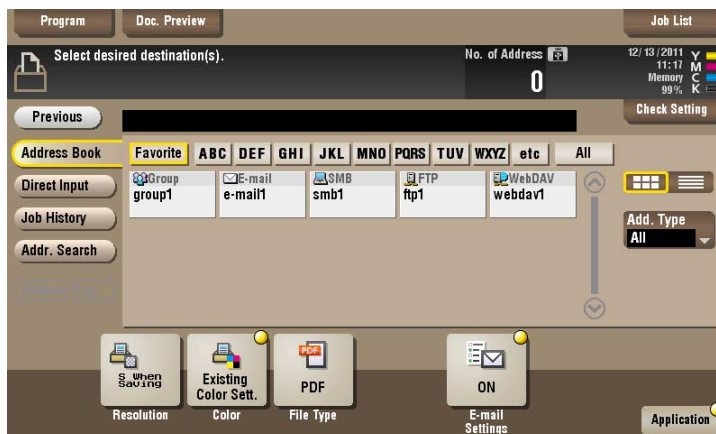 Program
Doc. Preview
Job List
Select desired destination(s).
No. of Address
0
12/13/2011
11:17
Memory
99%
Y
M
C
K
Previous
Check Setting
Address Book
Favorite
ABC
DEF
GHI
JKL
MNO
PQRS
TUV
WXYZ
etc
All
Group
group1
E-mail
e-mail1
SMB
smb1
FTP
ftp1
WebDAV
webdav1
Direct Input
Job History
Addr. Search
Add. Type
All
S When
Saving
Resolution
Existing
Color Sett.
Color
PDF
PDF
File Type
ON
E-mail
Settings
Application